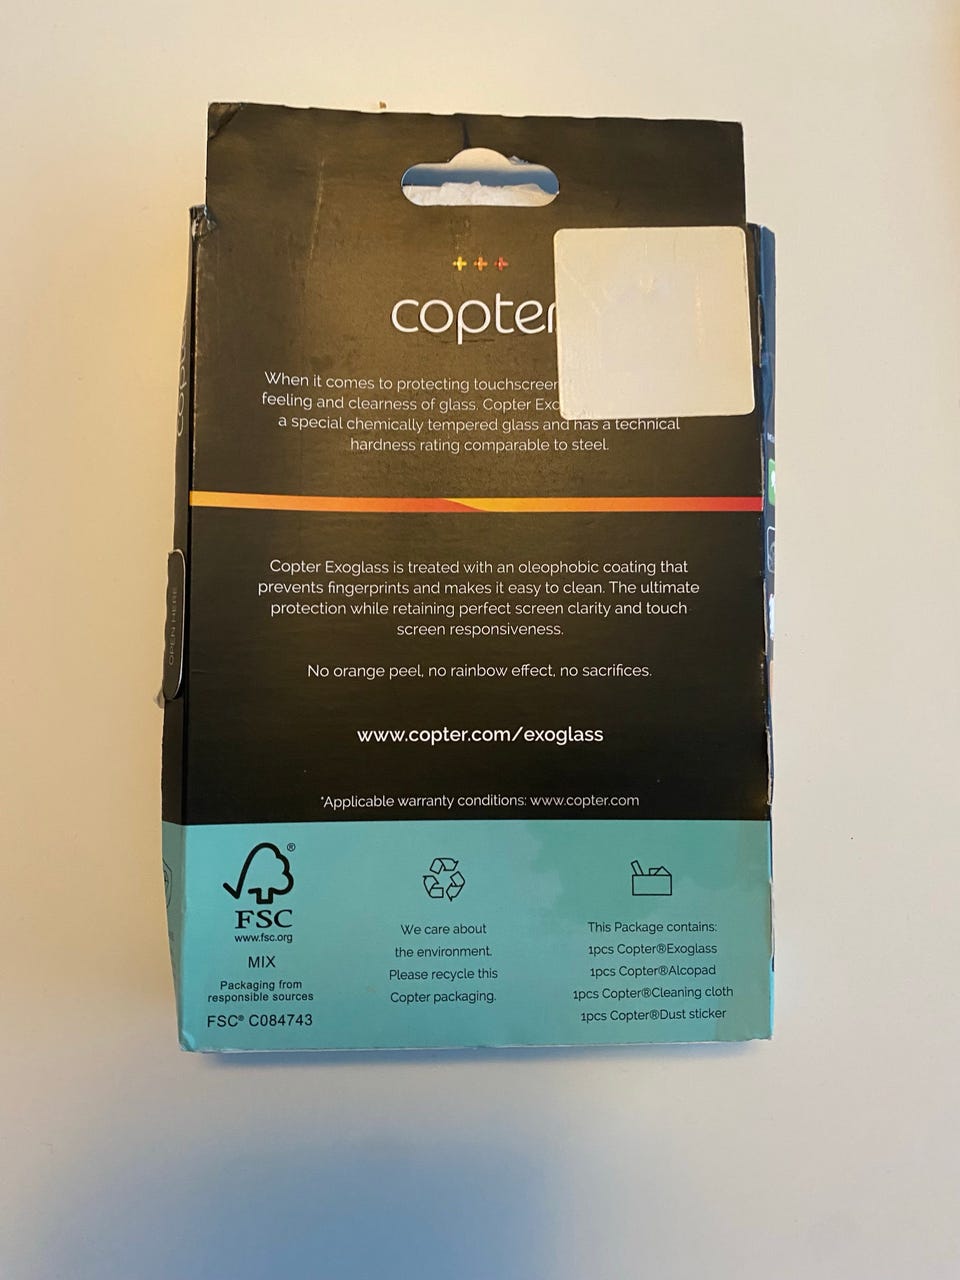 copter
When it comes to protecting touchscreen
feeling and clearness of glass. Copter Exo
a special chemically tempered glass and has a technical
hardness rating comparable to steel.
Copter Exoglass is treated with an oleophobic coating that
prevents fingerprints and makes it easy to clean. The ultimate
protection while retaining perfect screen clarity and touch
screen responsiveness.
No orange peel, no rainbow effect, no sacrifices.
www.copter.com/exoglass
*Applicable warranty conditions: www.copter.com
OPEN HERE
®
FSC
www.fsc.org
MIX
Packaging from
responsible sources
FSC® C084743
We care about
the environment.
Please recycle this
Copter packaging.
This Package contains:
1pcs Copter®Exoglass
1pcs Copter®Alcopad
1pcs Copter®Cleaning cloth
1pcs Copter®Dust sticker